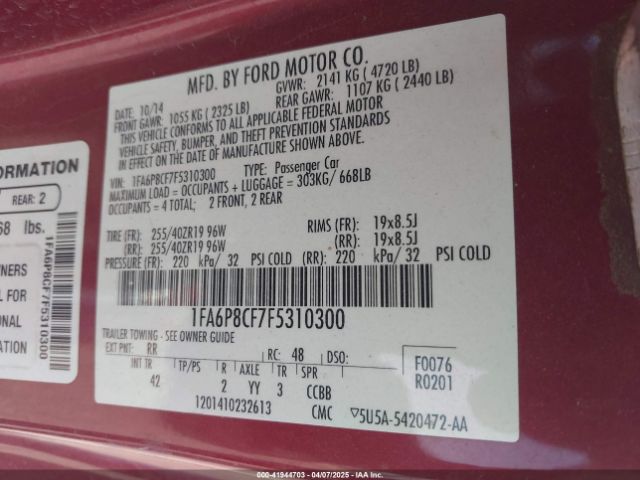 MFD. BY FORD MOTOR CO.
DATE: 10/14
GVWR: 2141 KG ( 4720 LB)
FRONT GAWR: 1055 KG ( 2325 LB)
REAR GAWR: 1107 KG ( 2440 LB)
THIS VEHICLE CONFORMS TO ALL APPLICABLE FEDERAL MOTOR
VEHICLE SAFETY, BUMPER, AND THEFT PREVENTION STANDARDS
IN EFFECT ON THE DATE OF MANUFACTURE SHOWN ABOVE.
VIN: 1FA6P8CF7F5310300 TYPE: Passenger Car
MAXIMUM LOAD = OCCUPANTS + LUGGAGE = 303KG/ 668LB
OCCUPANTS = 4 TOTAL; 2 FRONT, 2 REAR
TIRE (FR): 255/40ZR19 96W RIMS (FR): 19x8.5J
(RR): 255/40ZR19 96W (RR): 19x8.5J
PRESSURE (FR): 220 kPa/ 32 PSI COLD (RR): 220 kPa/ 32 PSI COLD
1FA6P8CF7F5310300
TRAILER TOWING - SEE OWNER GUIDE
EXT PNT: RR RC: 48 DSO: F0076
INT TR TP/PS R AXLE TR SPR R0201
42 2 YY 3 CCBB
1201410232613 CMC 5U5A-5420472-AA
FORMATION
REAR: 2
68 lbs.
WNERS
L FOR
ONAL
1FA6P8CF7F5310300
000-41944703 - 04/07/2025 - IAAI.COM